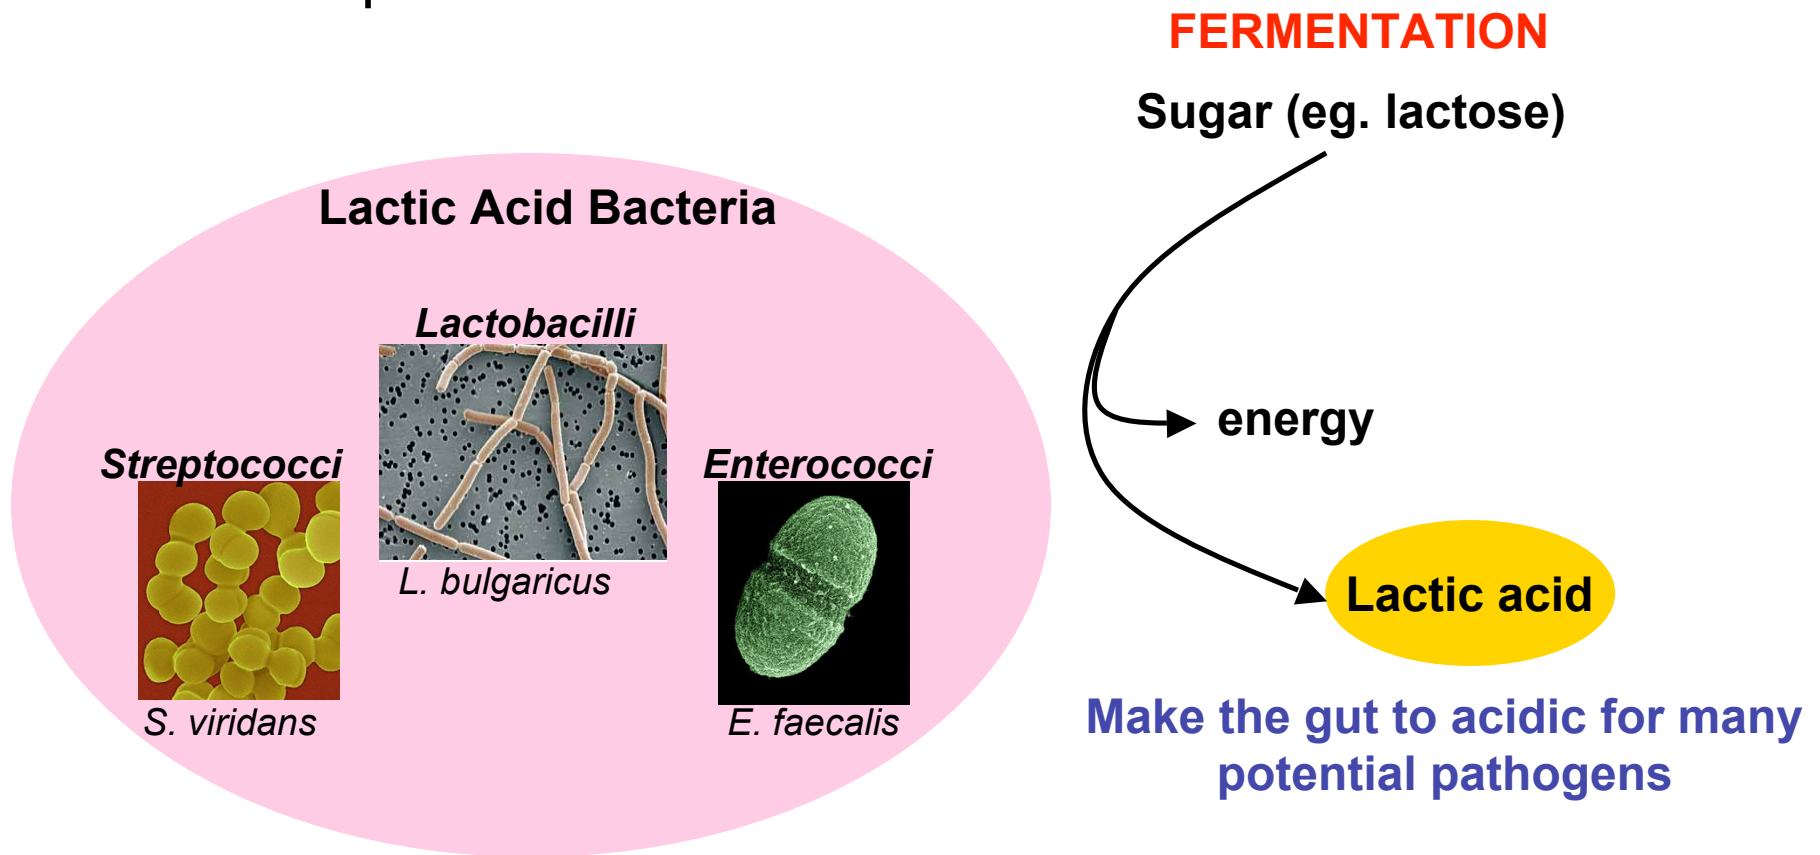 FERMENTATION
Sugar (eg. lactose)
Lactic Acid Bacteria
Lactobacilli
energy
Streptococci
Enterococci
L. bulgaricus
Lactic acid
S. viridans
E. faecalis
Make the gut to acidic for many
potential pathogens